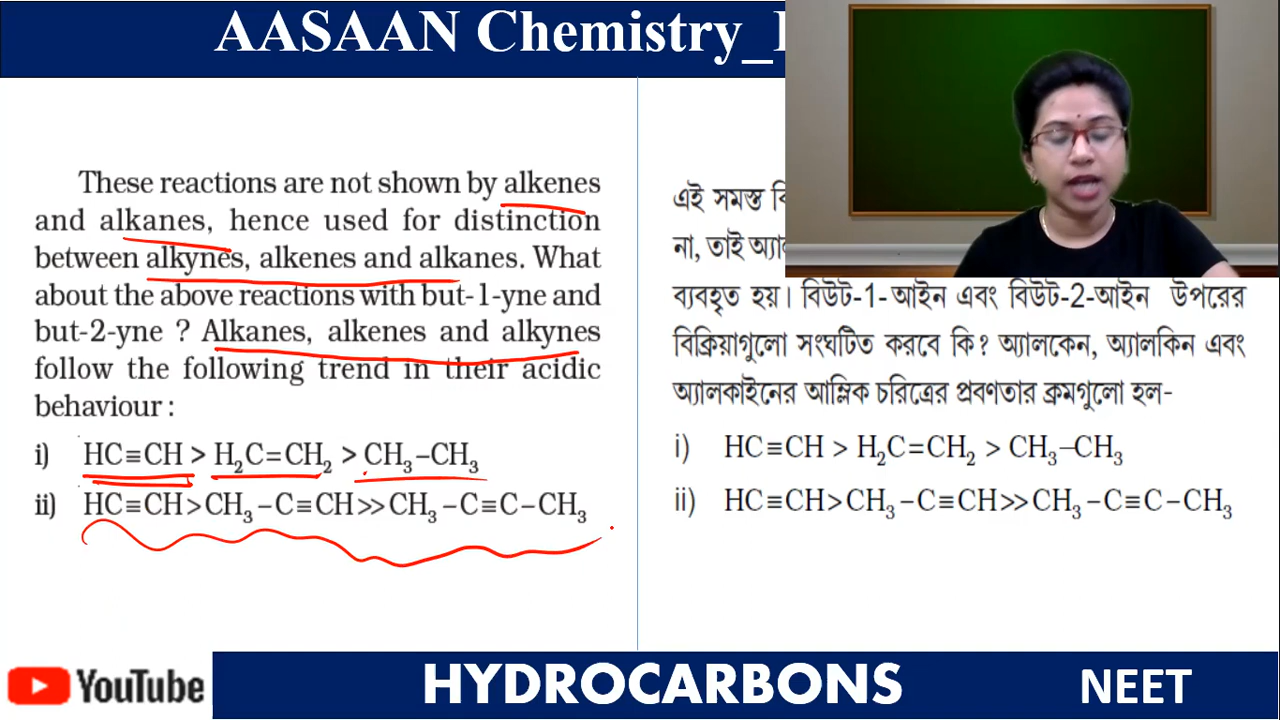 AASAAN Chemistry_
These reactions are not shown by alkenes
and alkanes, hence used for distinction
between alkynes, alkenes and alkanes. What
about the above reactions with but-1-yne and
but-2-yne ? Alkanes, alkenes and alkynes
follow the following trend in their acidic
behaviour :
i) HC≡CH > H₂C=CH₂ > CH₃–CH₃
ii) HC≡CH>CH₃–C≡CH>>CH₃–C≡C–CH₃
এই সমস্ত
না, তাই
ব্যবহৃত হয়। বিউট-1-আইন এবং বিউট-2-আইন উপরের
বিক্রিয়াগুলো সংঘটিত করবে কি? অ্যালকেন, অ্যালকিন এবং
অ্যালকাইনের আম্লিক চরিত্রের প্রবণতার ক্রমগুলো হল-
i) HC≡CH > H₂C=CH₂ > CH₃–CH₃
ii) HC≡CH>CH₃–C≡CH>>CH₃–C≡C–CH₃
YouTube
HYDROCARBONS
NEET